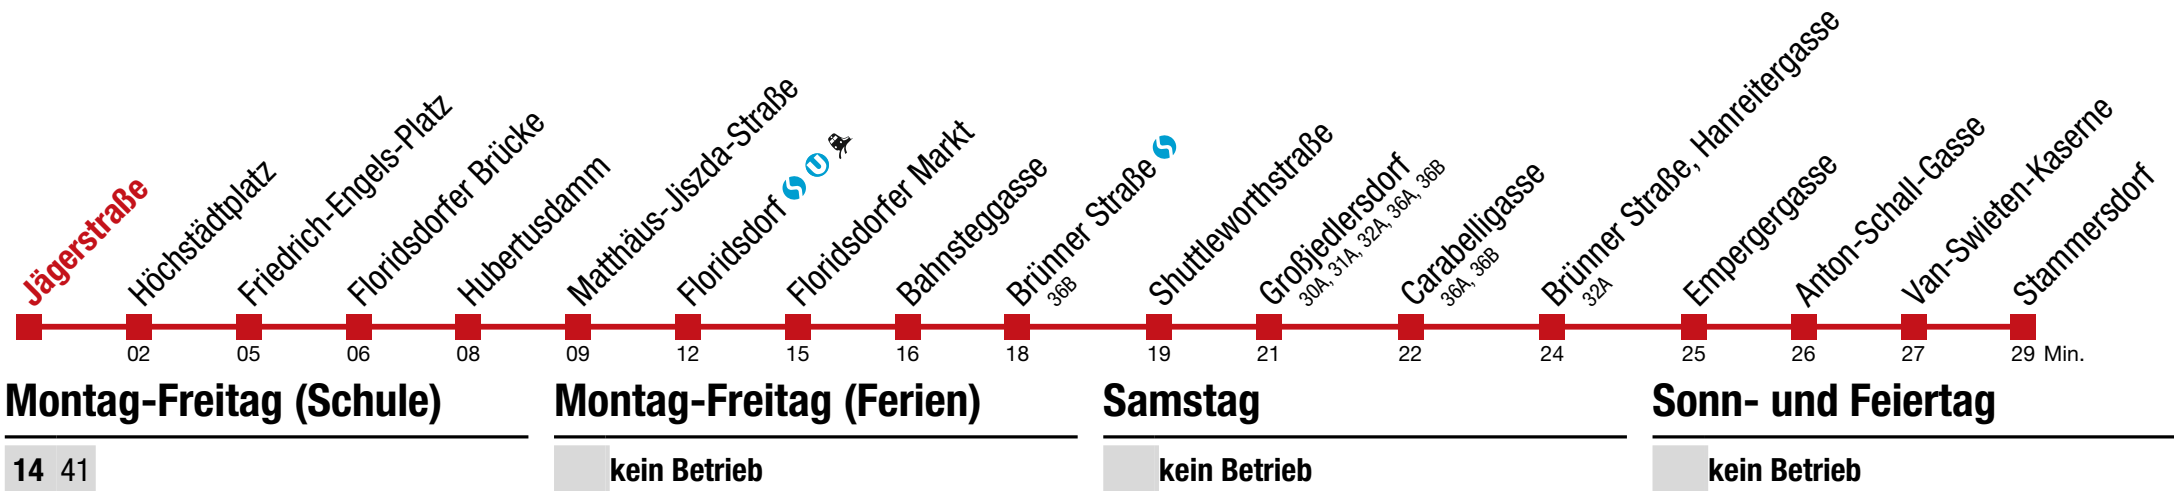 Jägerstraße
Höchstädtplatz
Friedrich-Engels-Platz
Floridsdorfer Brücke
Hubertusdamm
Matthäus-Jiszda-Straße
Floridsdorf S U
Floridsdorfer Markt
Bahnsteggasse
Brünner Straße S
36B
Shuttleworthstraße
Großjedlersdorf
30A, 31A, 32A, 36A, 36B
Carabelligasse
36A, 36B
Brünner Straße, Hanreitergasse
32A
Empergergasse
Anton-Schall-Gasse
Van-Swieten-Kaserne
Stammersdorf
02 05 06 08 09 12 15 16 18 19 21 22 24 25 26 27 29 Min.
Montag-Freitag (Schule) Montag-Freitag (Ferien) Samstag Sonn- und Feiertag
14 41 kein Betrieb kein Betrieb kein Betrieb